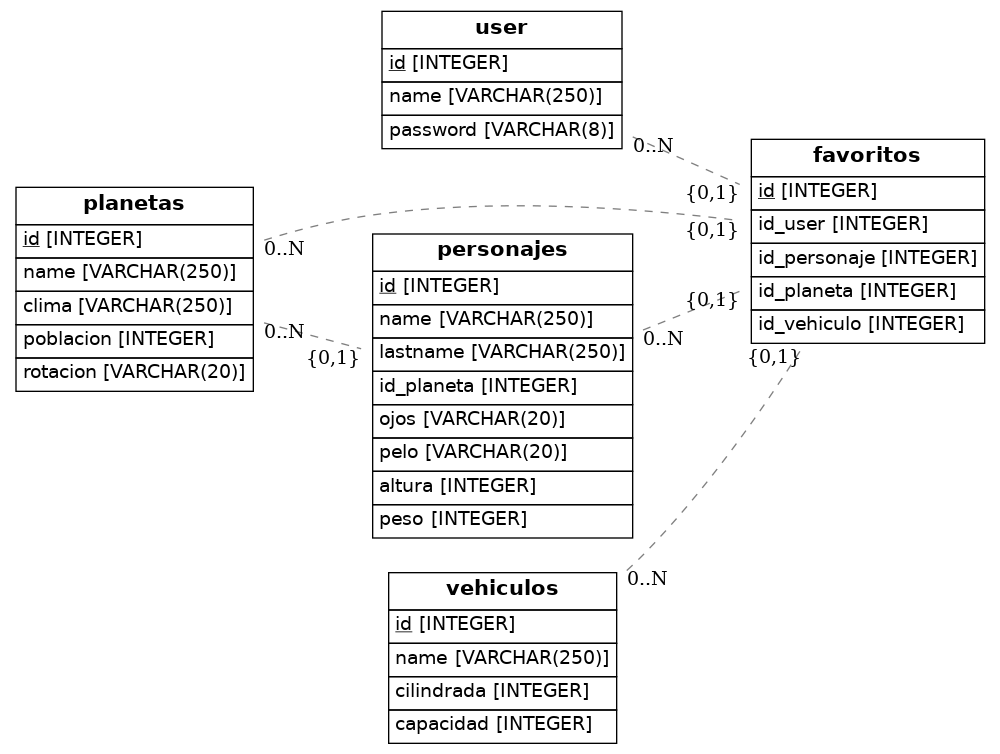 user
id [INTEGER]
name [VARCHAR(250)]
password [VARCHAR(8)]
0..N
{0,1}
favoritos
id [INTEGER]
id_user [INTEGER]
id_personaje [INTEGER]
id_planeta [INTEGER]
id_vehiculo [INTEGER]
{0,1}
{0,1}
{0,1}
planetas
id [INTEGER]
name [VARCHAR(250)]
clima [VARCHAR(250)]
poblacion [INTEGER]
rotacion [VARCHAR(20)]
0..N
0..N
{0,1}
personajes
id [INTEGER]
name [VARCHAR(250)]
lastname [VARCHAR(250)]
id_planeta [INTEGER]
ojos [VARCHAR(20)]
pelo [VARCHAR(20)]
altura [INTEGER]
peso [INTEGER]
0..N
vehiculos
id [INTEGER]
name [VARCHAR(250)]
cilindrada [INTEGER]
capacidad [INTEGER]
0..N